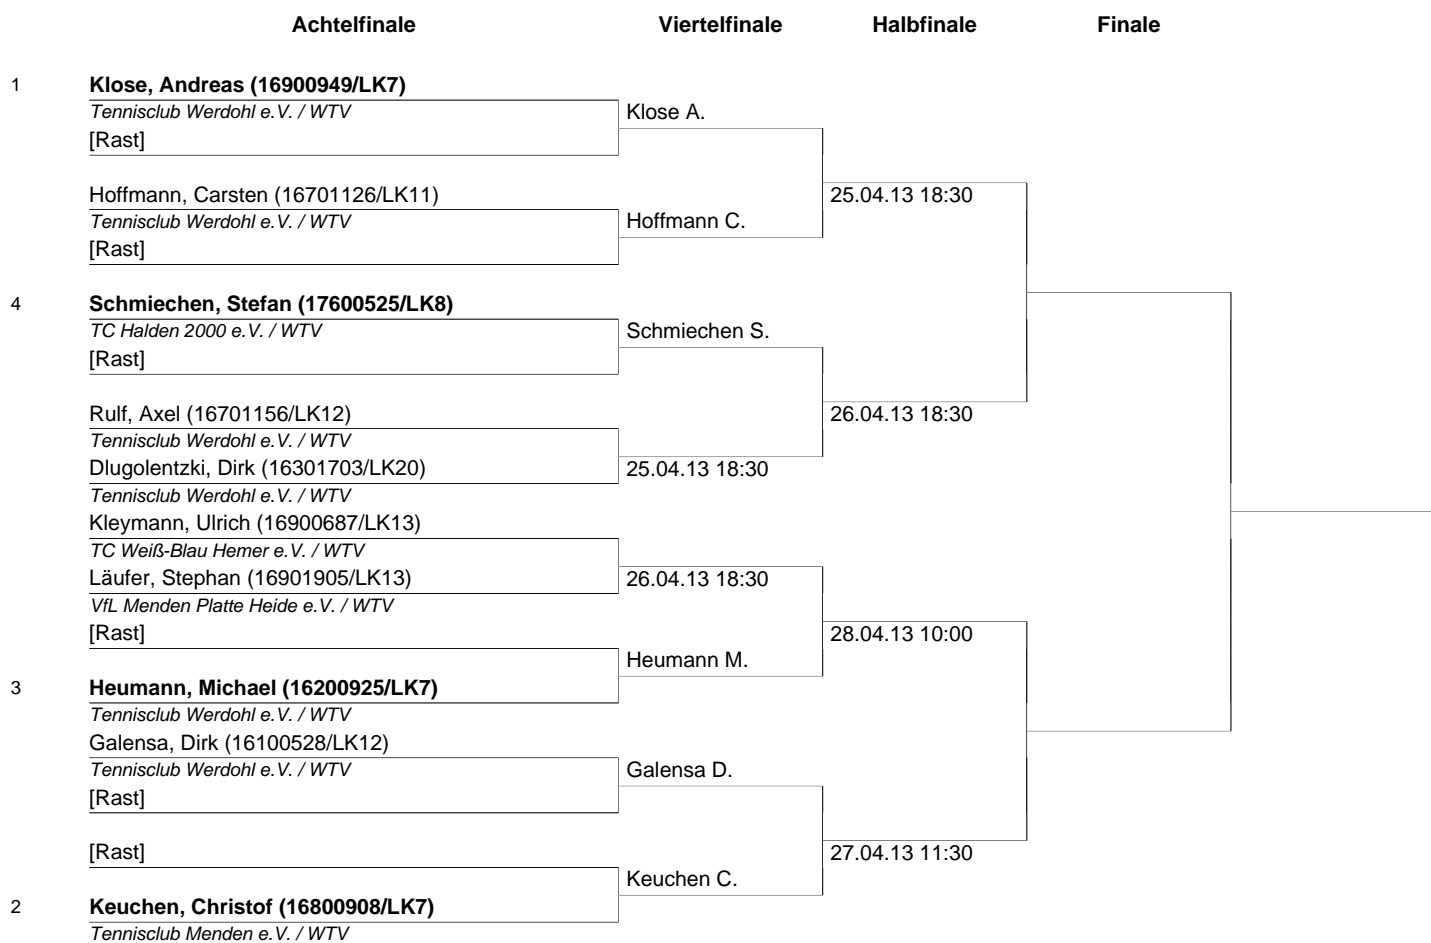 Achtelfinale Viertelfinale Halbfinale Finale
1 Klose, Andreas (16900949/LK7)
Tennisclub Werdohl e.V. / WTV Klose A.
[Rast]
Hoffmann, Carsten (16701126/LK11) 25.04.13 18:30
Tennisclub Werdohl e.V. / WTV Hoffmann C.
[Rast]
4 Schmiechen, Stefan (17600525/LK8)
TC Halden 2000 e.V. / WTV Schmiechen S.
[Rast]
Rulf, Axel (16701156/LK12) 26.04.13 18:30
Tennisclub Werdohl e.V. / WTV
Dlugolentzki, Dirk (16301703/LK20) 25.04.13 18:30
Tennisclub Werdohl e.V. / WTV
Kleymann, Ulrich (16900687/LK13)
TC Weiß-Blau Hemer e.V. / WTV
Läufer, Stephan (16901905/LK13) 26.04.13 18:30
VfL Menden Platte Heide e.V. / WTV
[Rast] 28.04.13 10:00
Heumann M.
3 Heumann, Michael (16200925/LK7)
Tennisclub Werdohl e.V. / WTV
Galensa, Dirk (16100528/LK12)
Tennisclub Werdohl e.V. / WTV Galensa D.
[Rast]
[Rast] 27.04.13 11:30
Keuchen C.
2 Keuchen, Christof (16800908/LK7)
Tennisclub Menden e.V. / WTV